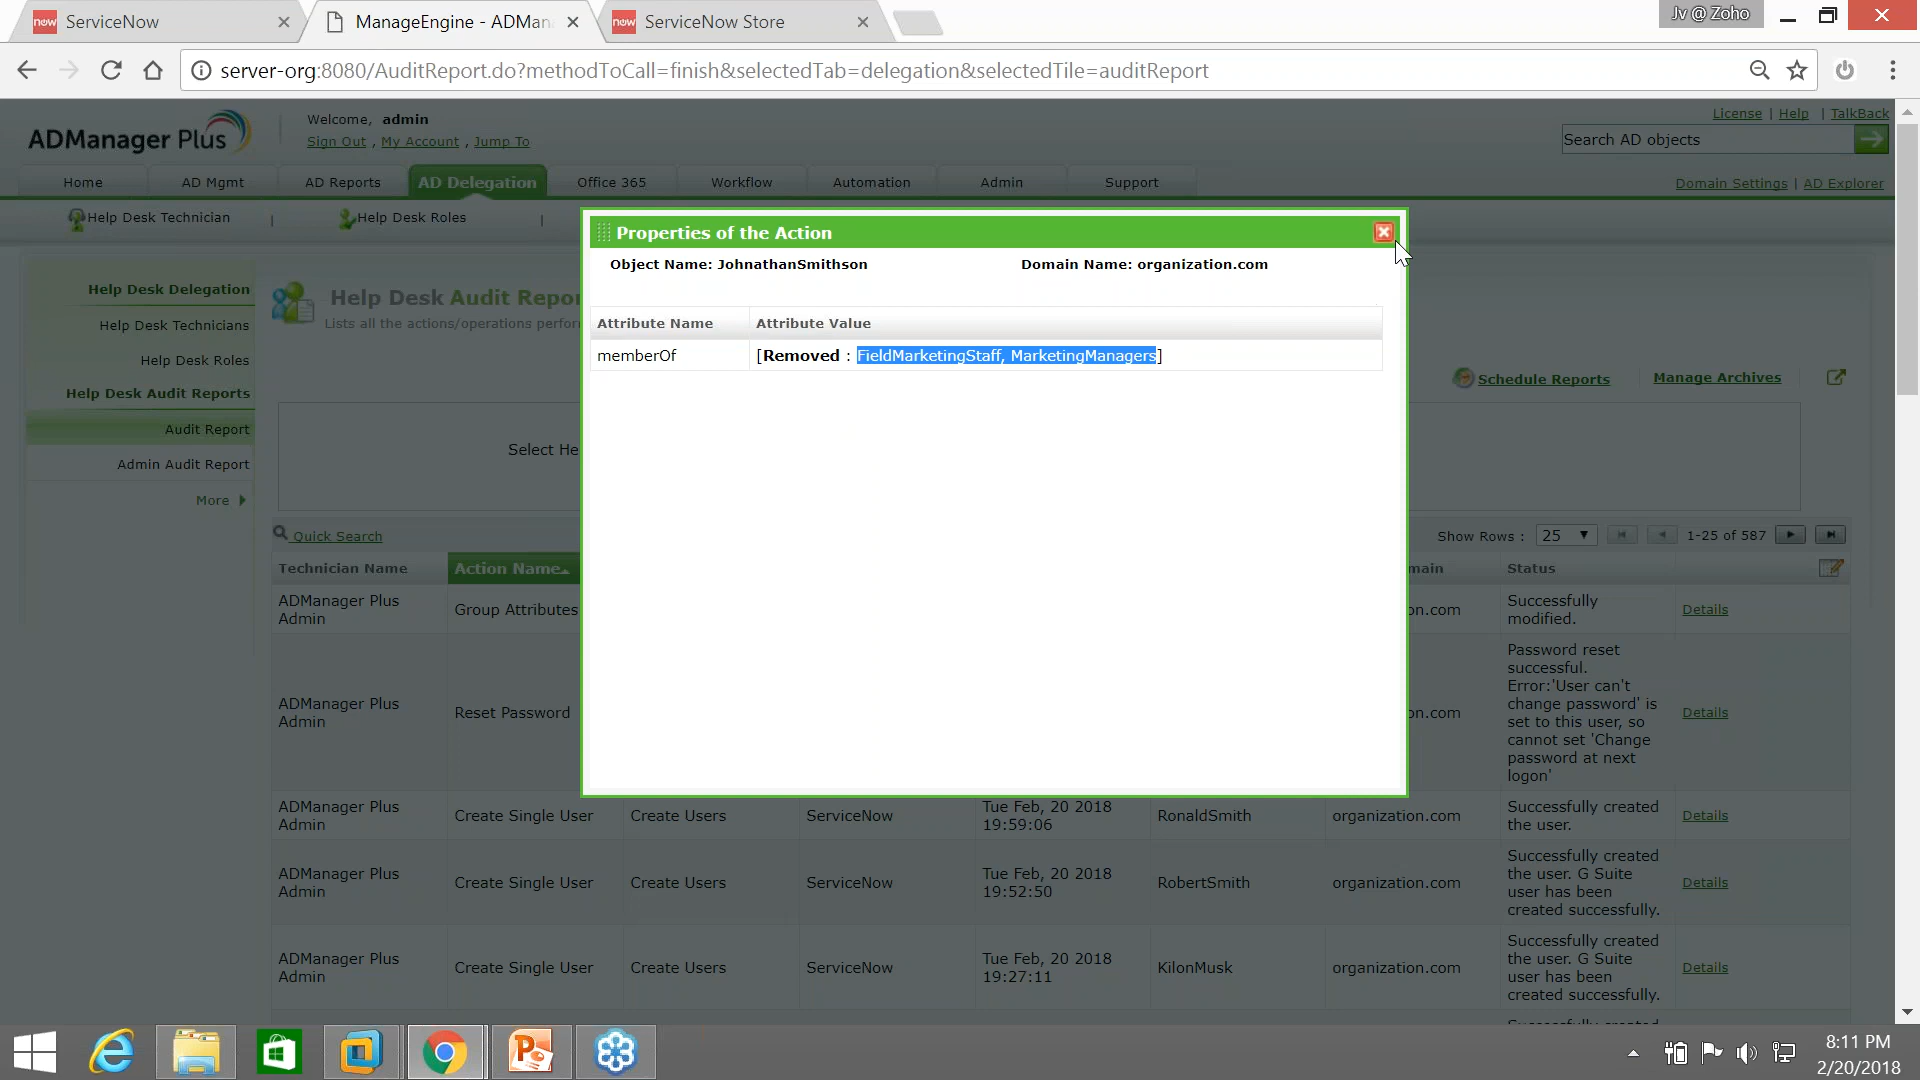 ServiceNow
ManageEngine - ADMan
ServiceNow Store
Jv @ Zoho
server-org:8080/AuditReport.do?methodToCall=finish&selectedTab=delegation&selectedTile=auditReport
ADManager Plus
Welcome, admin
Sign Out , My Account , Jump To
License | Help | TalkBack
Search AD objects
Home
AD Mgmt
AD Reports
AD Delegation
Office 365
Workflow
Automation
Admin
Support
Domain Settings | AD Explorer
Help Desk Technician |
Help Desk Roles |
Properties of the Action
Object Name: JohnathanSmithson
Domain Name: organization.com
Attribute Name
Attribute Value
memberOf
[Removed : FieldMarketingStaff, MarketingManagers]
Help Desk Delegation
Help Desk Technicians
Help Desk Roles
Help Desk Audit Reports
Audit Report
Admin Audit Report
More
Help Desk Audit Repor
Lists all the actions/operations perfor
Schedule Reports
Manage Archives
Select He
Quick Search
Show Rows : 25
1-25 of 587
Technician Name
Action Name
main
Status
ADManager Plus
Admin
Group Attributes
on.com
Successfully
modified.
Details
ADManager Plus
Admin
Reset Password
on.com
Password reset
successful.
Error:'User can't
change password' is
set to this user, so
cannot set 'Change
password at next
logon'
Details
ADManager Plus
Admin
Create Single User
Create Users
ServiceNow
Tue Feb, 20 2018
19:59:06
RonaldSmith
organization.com
Successfully created
the user.
Details
ADManager Plus
Admin
Create Single User
Create Users
ServiceNow
Tue Feb, 20 2018
19:52:50
RobertSmith
organization.com
Successfully created
the user. G Suite
user has been
created successfully.
Details
ADManager Plus
Admin
Create Single User
Create Users
ServiceNow
Tue Feb, 20 2018
19:27:11
KilonMusk
organization.com
Successfully created
the user. G Suite
user has been
created successfully.
Details
8:11 PM
2/20/2018